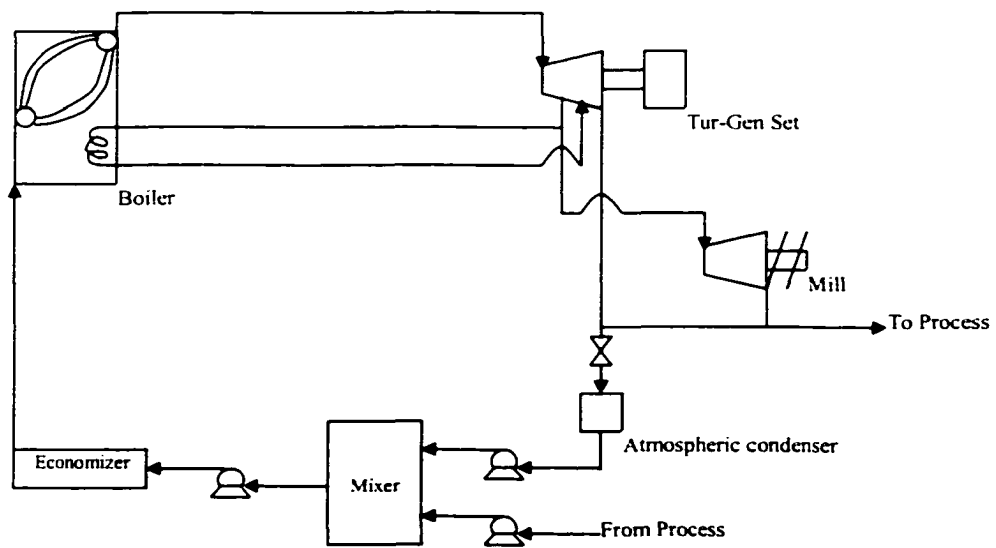 Tur-Gen Set
Boiler
Mill
To Process
Atmospheric condenser
Economizer
Mixer
From Process